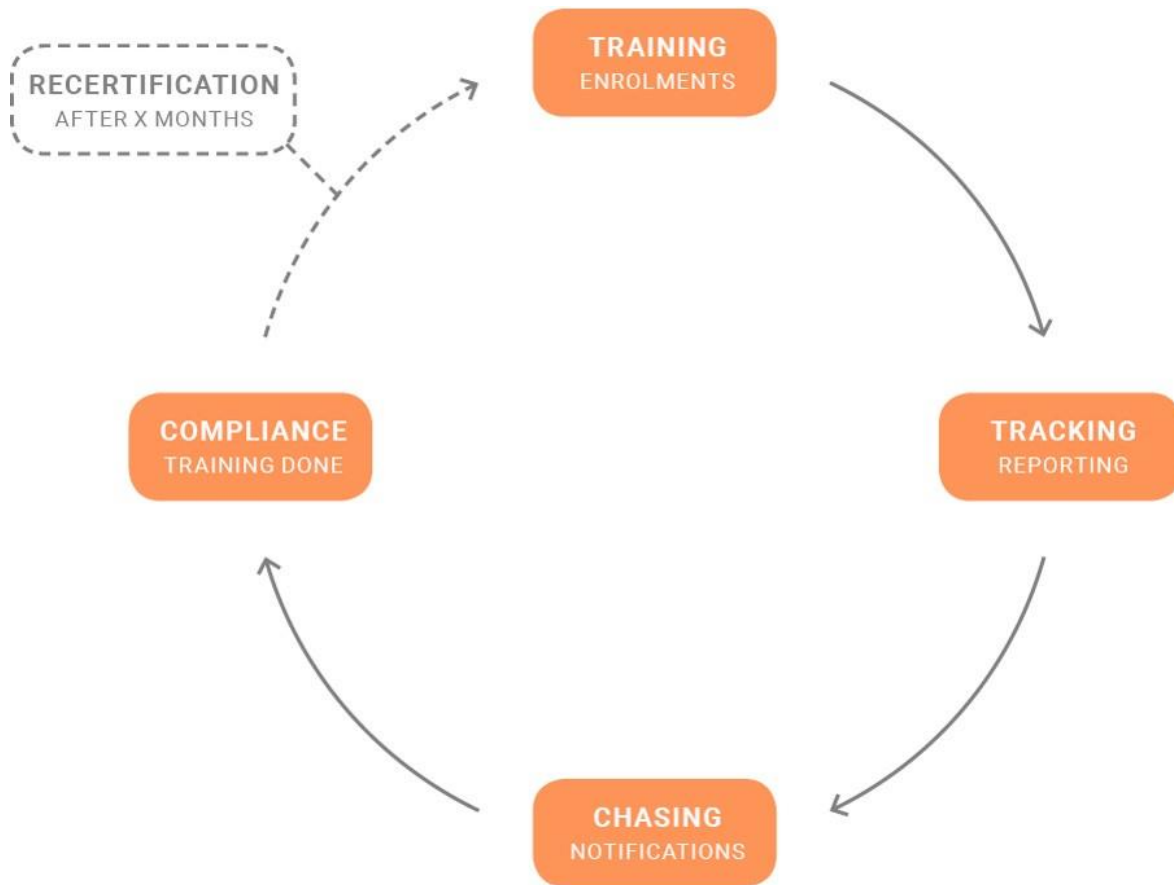 TRAINING
ENROLMENTS
RECERTIFICATION
AFTER X MONTHS
COMPLIANCE
TRAINING DONE
TRACKING
REPORTING
CHASING
NOTIFICATIONS